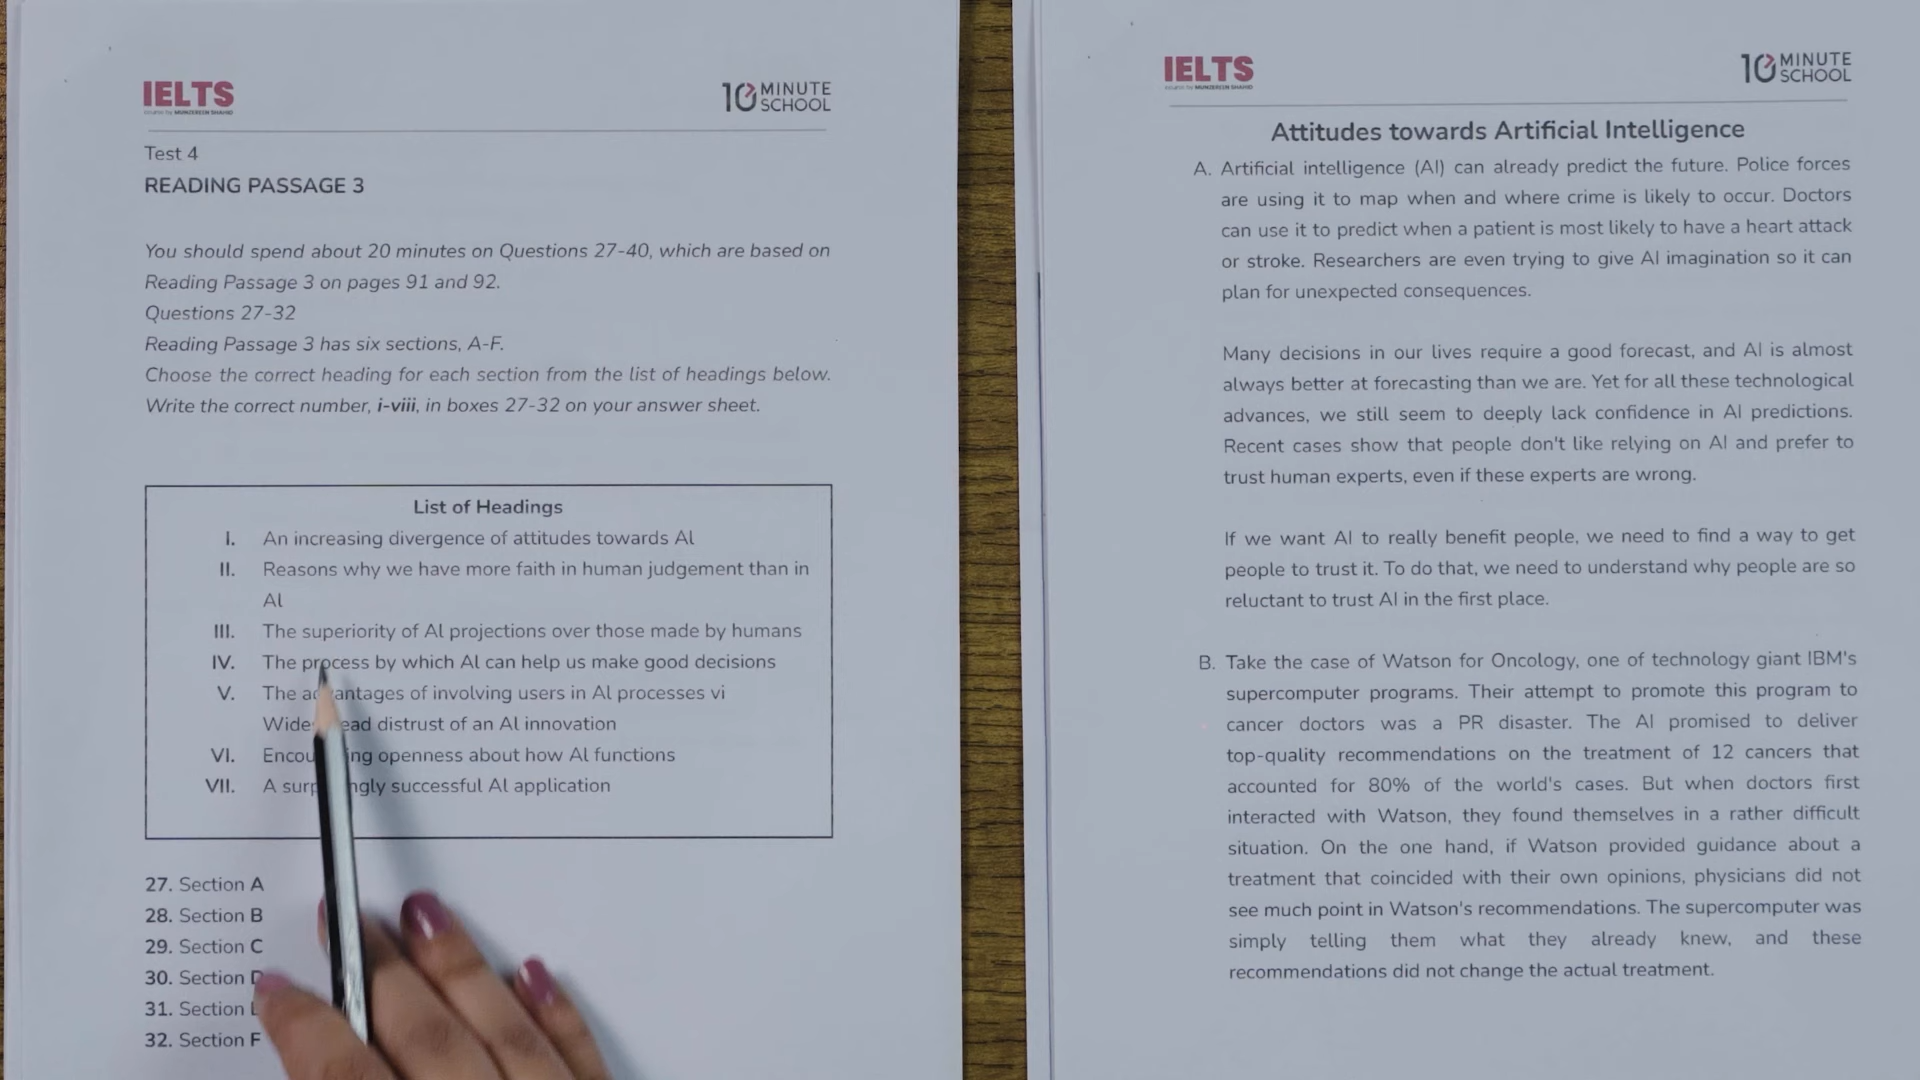 IELTS
course by MUNZEREEN SHAHID
10 MINUTE SCHOOL
Test 4
READING PASSAGE 3
You should spend about 20 minutes on Questions 27-40, which are based on
Reading Passage 3 on pages 91 and 92.
Questions 27-32
Reading Passage 3 has six sections, A-F.
Choose the correct heading for each section from the list of headings below.
Write the correct number, i-viii, in boxes 27-32 on your answer sheet.
List of Headings
I. An increasing divergence of attitudes towards Al
II. Reasons why we have more faith in human judgement than in
Al
III. The superiority of Al projections over those made by humans
IV. The process by which Al can help us make good decisions
V. The of involving users in Al processes vi
distrust of an Al innovation
VI. openness about how Al functions
VII. A successful Al application
27. Section A
28. Section B
29. Section C
30. Section D
31. Section
32. Section F
IELTS
course by MUNZEREEN SHAHID
10 MINUTE SCHOOL
Attitudes towards Artificial Intelligence
A. Artificial intelligence (AI) can already predict the future. Police forces
are using it to map when and where crime is likely to occur. Doctors
can use it to predict when a patient is most likely to have a heart attack
or stroke. Researchers are even trying to give AI imagination so it can
plan for unexpected consequences.
Many decisions in our lives require a good forecast, and AI is almost
always better at forecasting than we are. Yet for all these technological
advances, we still seem to deeply lack confidence in AI predictions.
Recent cases show that people don't like relying on AI and prefer to
trust human experts, even if these experts are wrong.
If we want AI to really benefit people, we need to find a way to get
people to trust it. To do that, we need to understand why people are so
reluctant to trust AI in the first place.
B. Take the case of Watson for Oncology, one of technology giant IBM's
supercomputer programs. Their attempt to promote this program to
cancer doctors was a PR disaster. The AI promised to deliver
top-quality recommendations on the treatment of 12 cancers that
accounted for 80% of the world's cases. But when doctors first
interacted with Watson, they found themselves in a rather difficult
situation. On the one hand, if Watson provided guidance about a
treatment that coincided with their own opinions, physicians did not
see much point in Watson's recommendations. The supercomputer was
simply telling them what they already knew, and these
recommendations did not change the actual treatment.